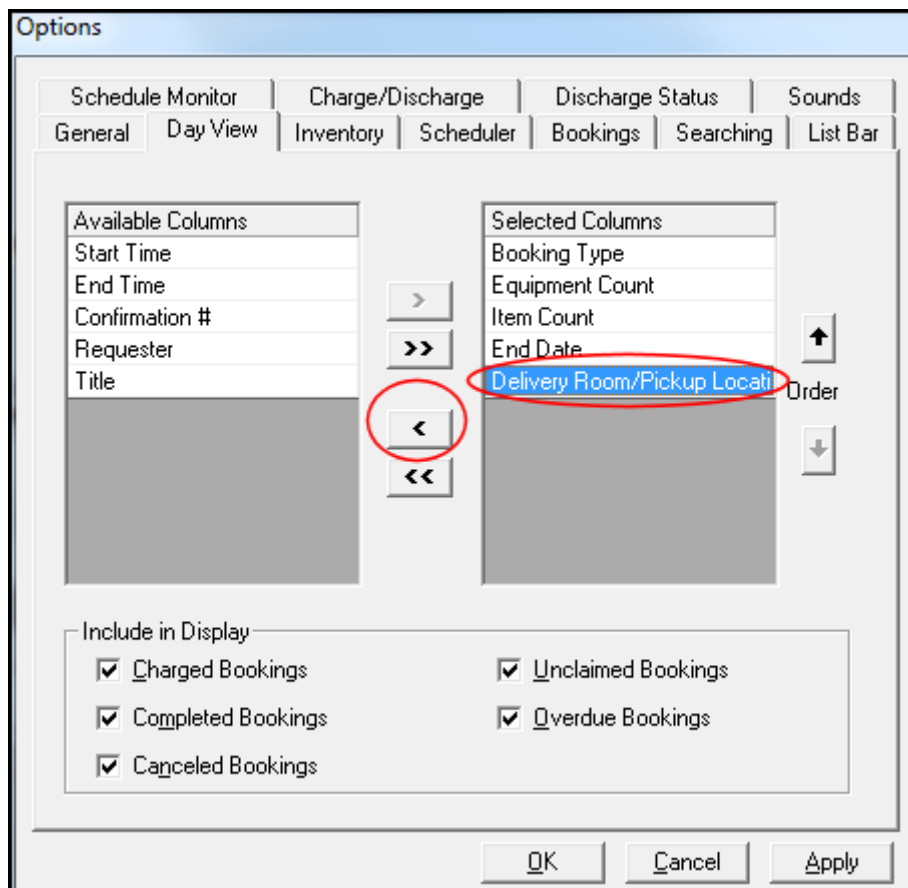 Options
Schedule Monitor Charge/Discharge Discharge Status Sounds
General Day View Inventory Scheduler Bookings Searching List Bar
Available Columns
Start Time
End Time
Confirmation #
Requester
Title
>
>>
<
<<
Selected Columns
Booking Type
Equipment Count
Item Count
End Date
Delivery Room/Pickup Locati
Order
Include in Display
Charged Bookings
Completed Bookings
Canceled Bookings
Unclaimed Bookings
Overdue Bookings
OK Cancel Apply